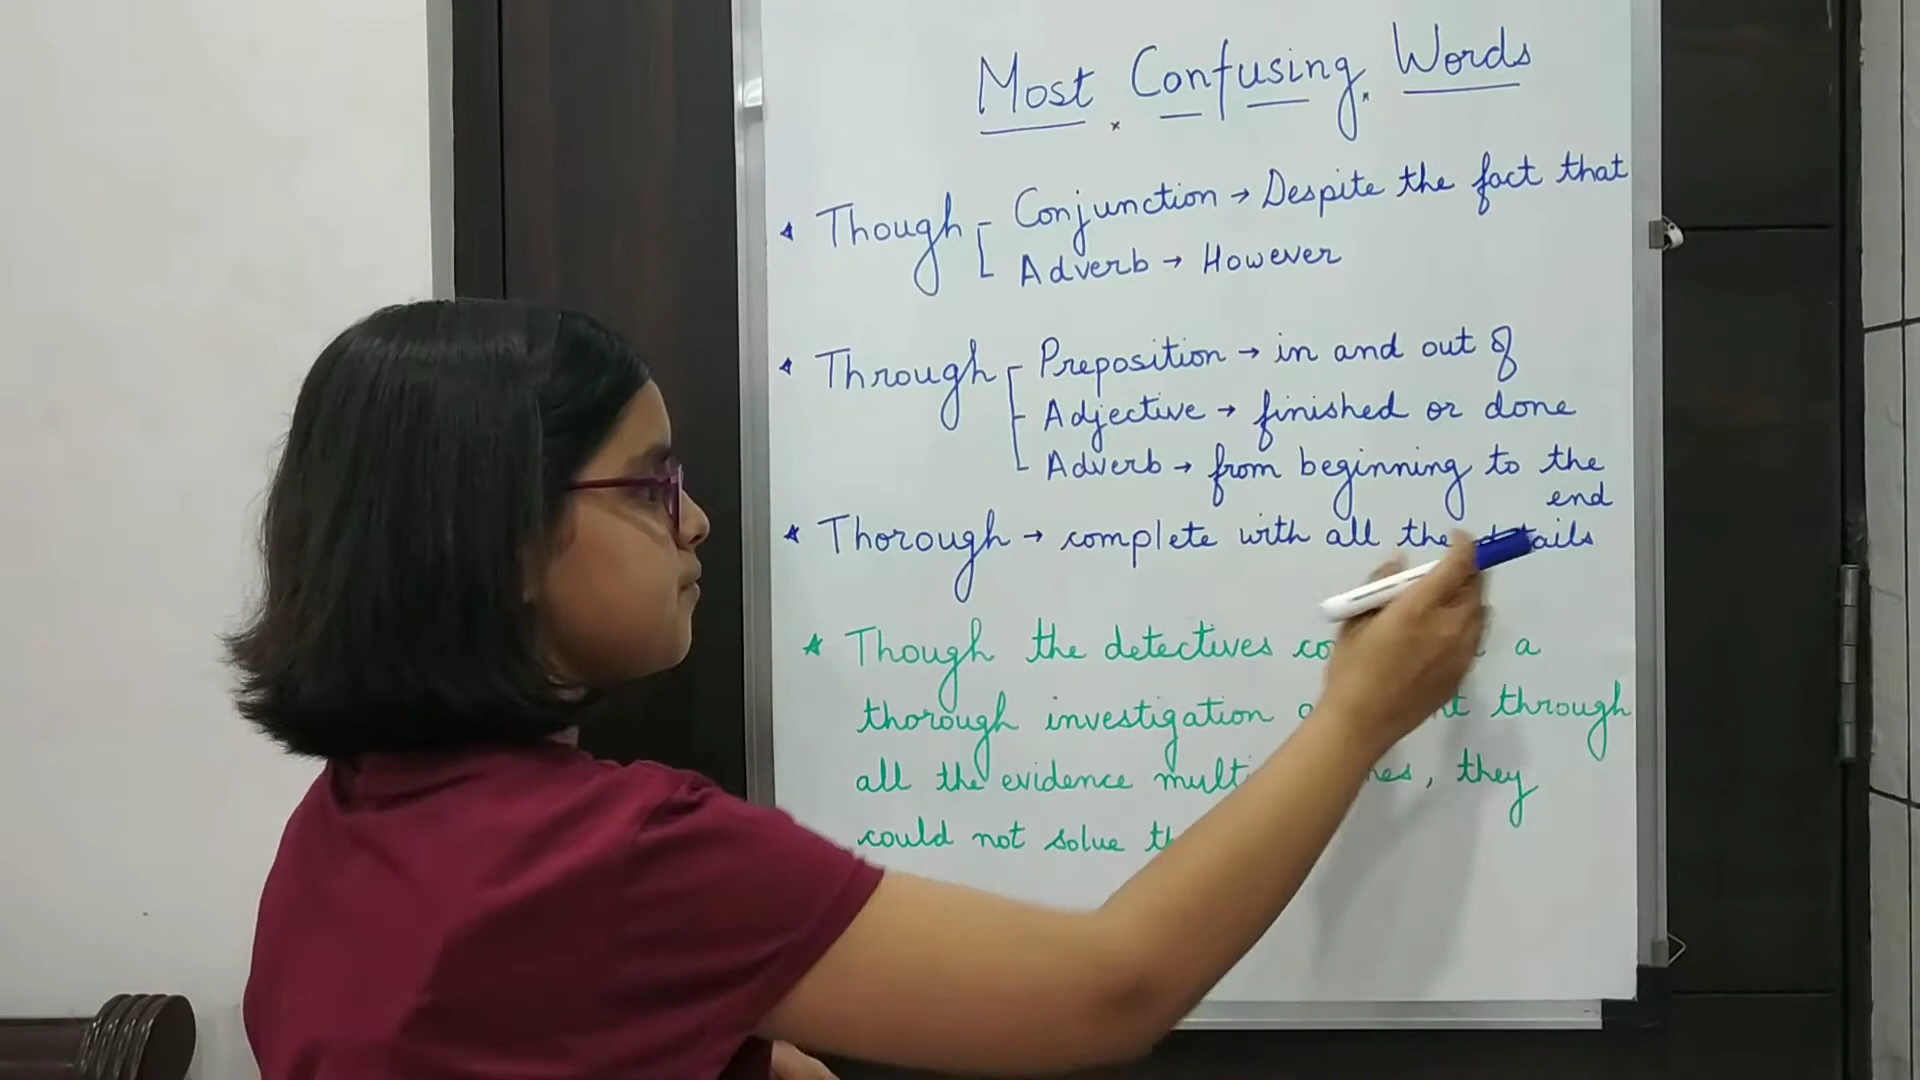 Most Confusing Words
Though - Conjunction → Despite the fact that
Adverb → However
Through - Preposition → in and out of
Adjective → finished or done
Adverb → from beginning to the
end
Thorough → complete with all the details
Though the detectives a
thorough investigation through
all the evidence they
could not solve